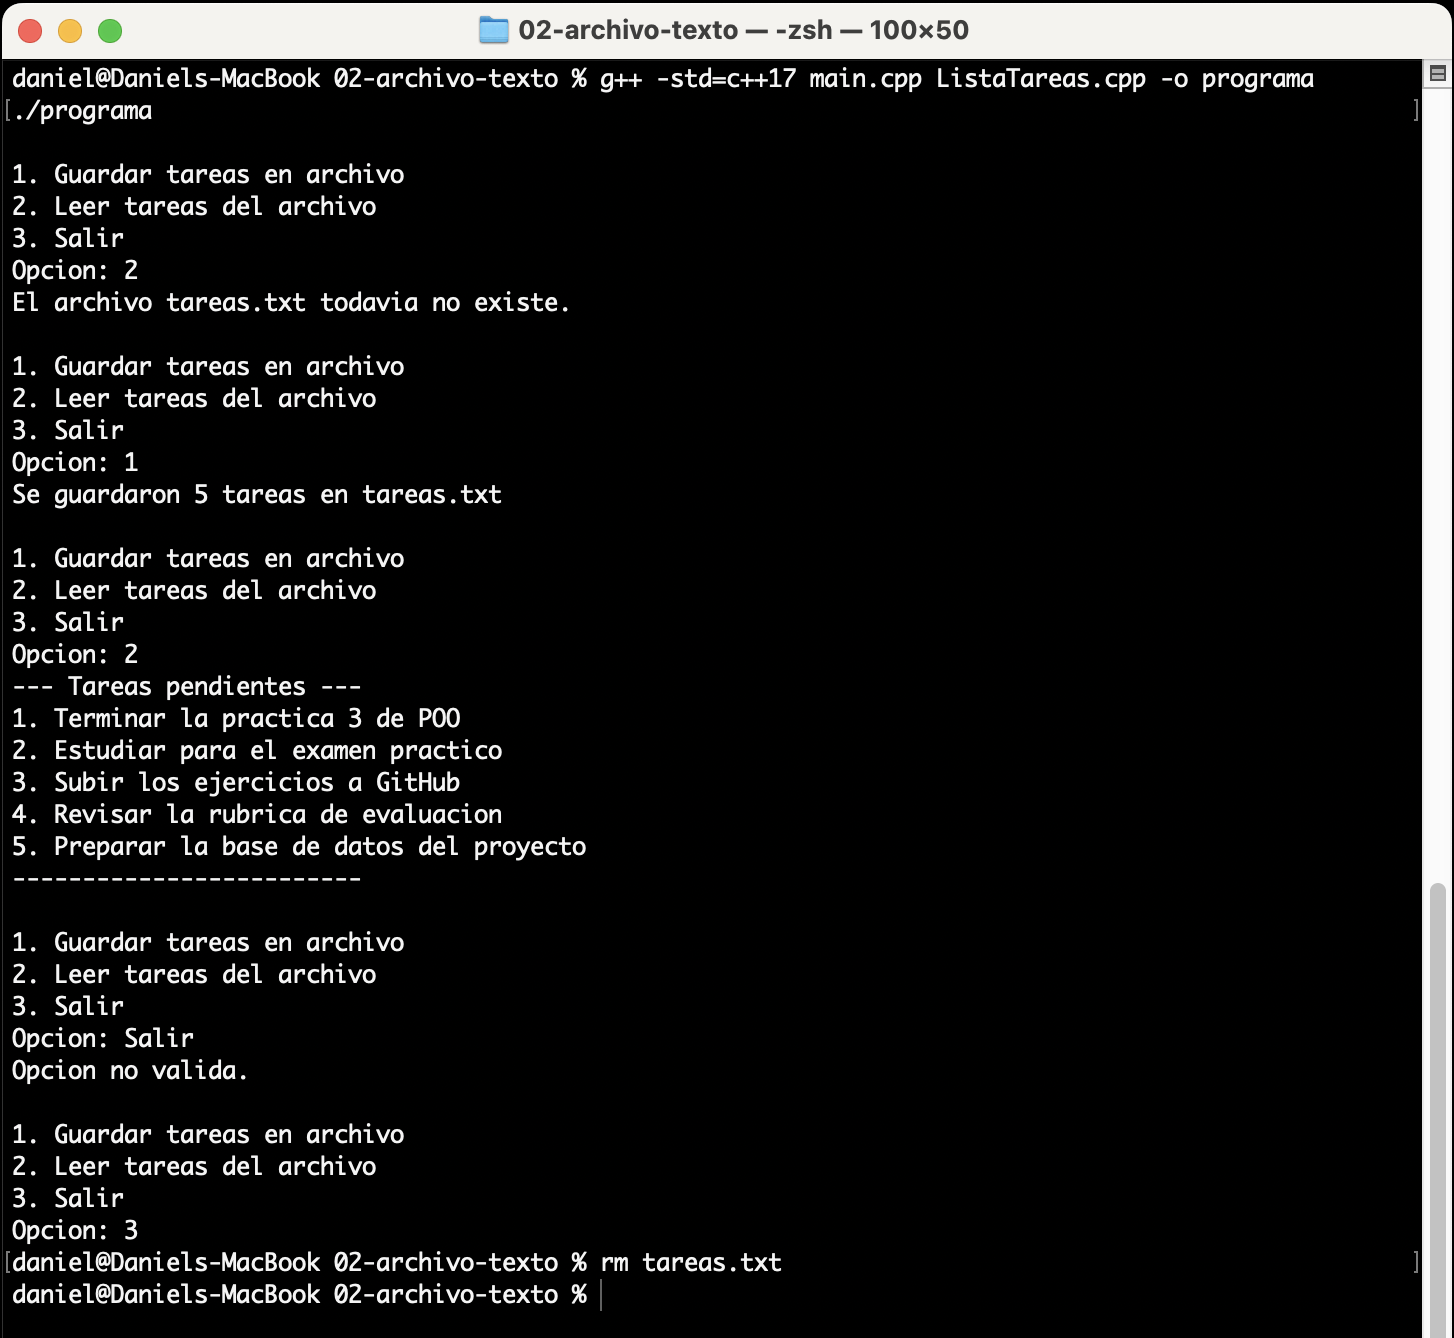 02-archivo-texto — -zsh — 100×50
daniel@Daniels-MacBook 02-archivo-texto % g++ -std=c++17 main.cpp ListaTareas.cpp -o programa
[./programa ]
1. Guardar tareas en archivo
2. Leer tareas del archivo
3. Salir
Opcion: 2
El archivo tareas.txt todavia no existe.
1. Guardar tareas en archivo
2. Leer tareas del archivo
3. Salir
Opcion: 1
Se guardaron 5 tareas en tareas.txt
1. Guardar tareas en archivo
2. Leer tareas del archivo
3. Salir
Opcion: 2
--- Tareas pendientes ---
1. Terminar la practica 3 de POO
2. Estudiar para el examen practico
3. Subir los ejercicios a GitHub
4. Revisar la rubrica de evaluacion
5. Preparar la base de datos del proyecto
-------------------------
1. Guardar tareas en archivo
2. Leer tareas del archivo
3. Salir
Opcion: Salir
Opcion no valida.
1. Guardar tareas en archivo
2. Leer tareas del archivo
3. Salir
Opcion: 3
[daniel@Daniels-MacBook 02-archivo-texto % rm tareas.txt ]
daniel@Daniels-MacBook 02-archivo-texto %